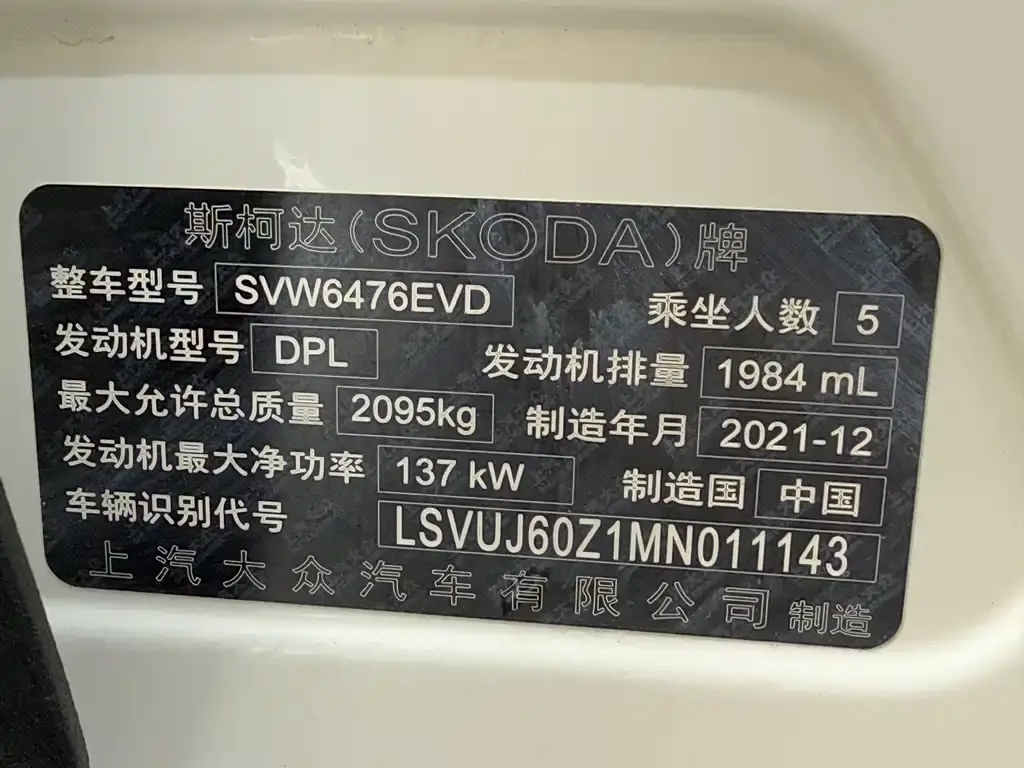 斯柯达(SKODA)牌
整车型号 SVW6476EVD 乘坐人数 5
发动机型号 DPL 发动机排量 1984 mL
最大允许总质量 2095kg 制造年月 2021-12
发动机最大净功率 137 kW 制造国 中国
车辆识别代号 LSVUJ60Z1MN011143
上汽大众汽车有限公司 制造